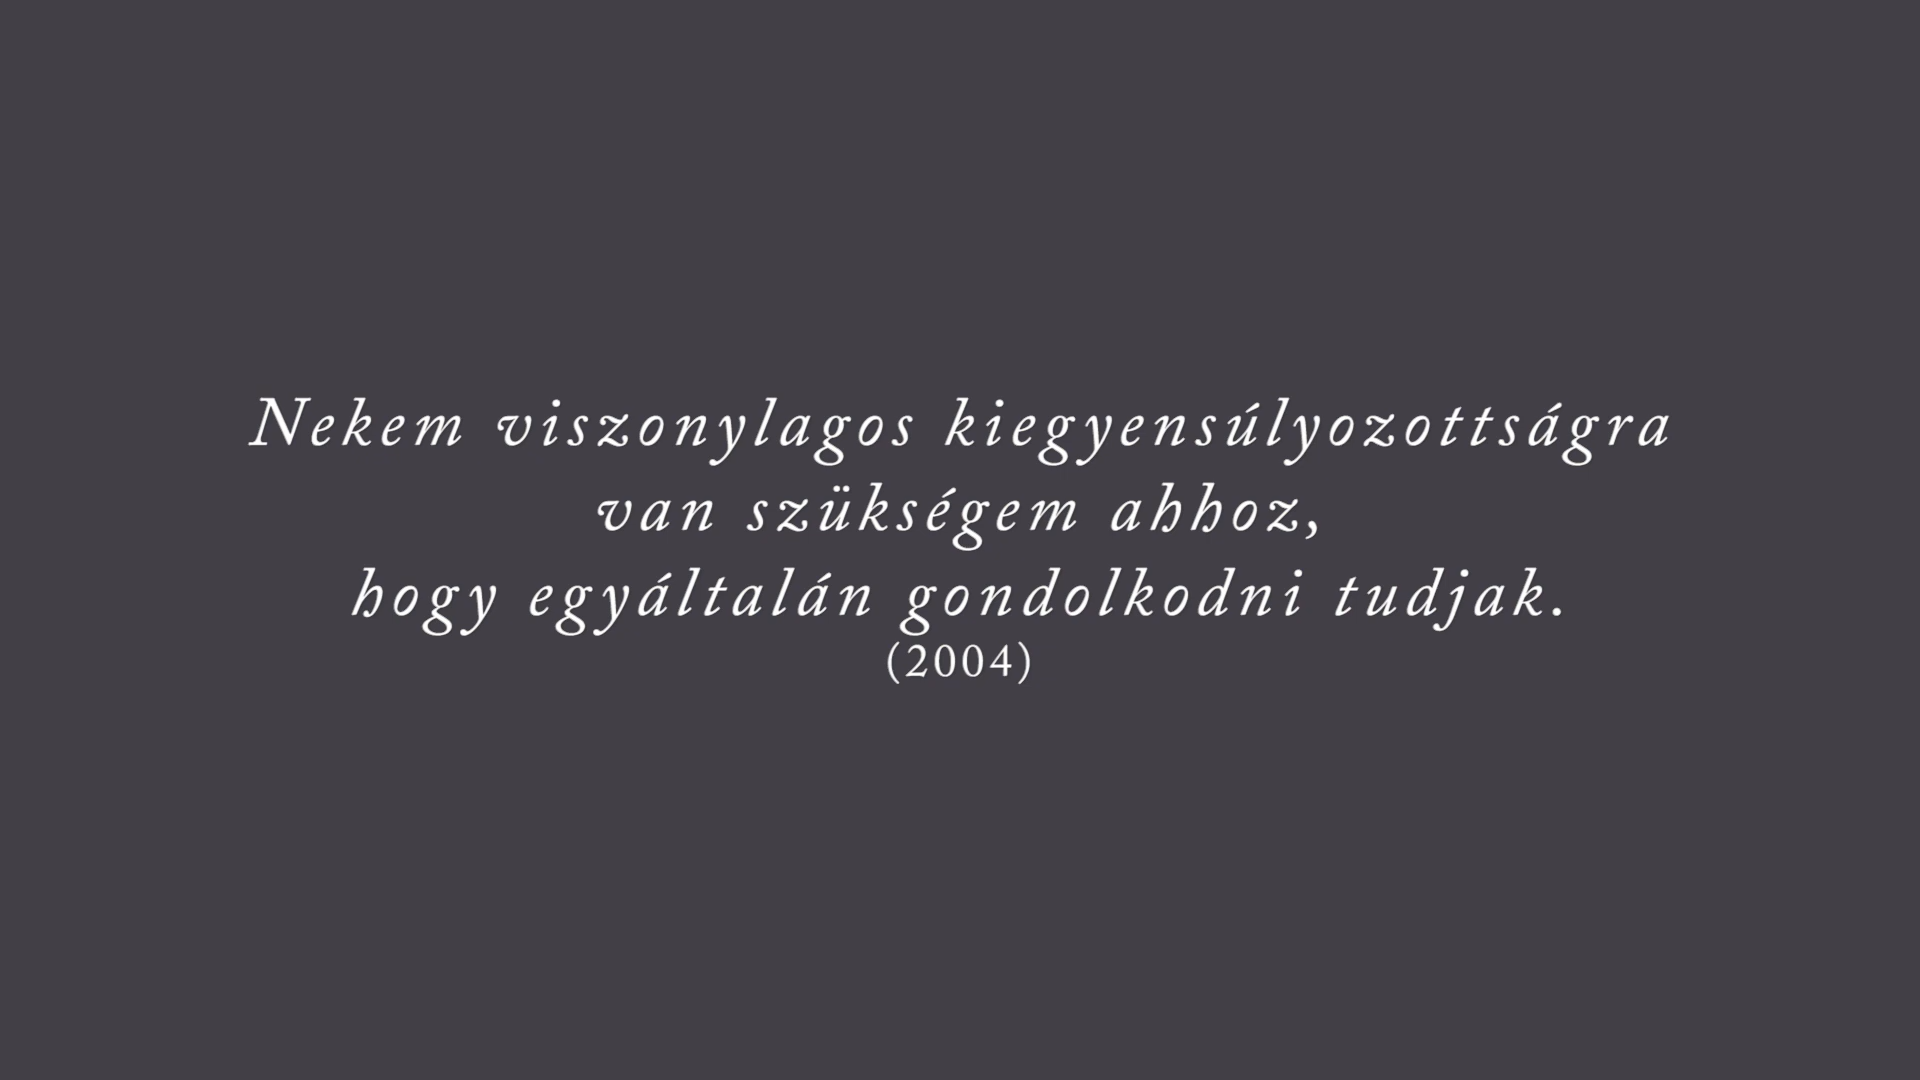 Nekem viszonylagos kiegyensúlyozottságra
van szükségem ahhoz,
hogy egyáltalán gondolkodni tudjak.
(2004)